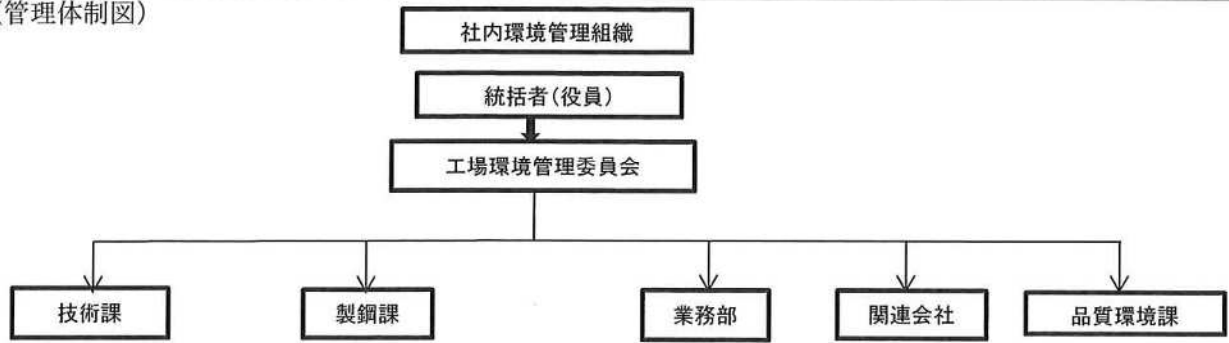 (管理体制図)
社内環境管理組織
統括者(役員)
工場環境管理委員会
技術課
製鋼課
業務部
関連会社
品質環境課